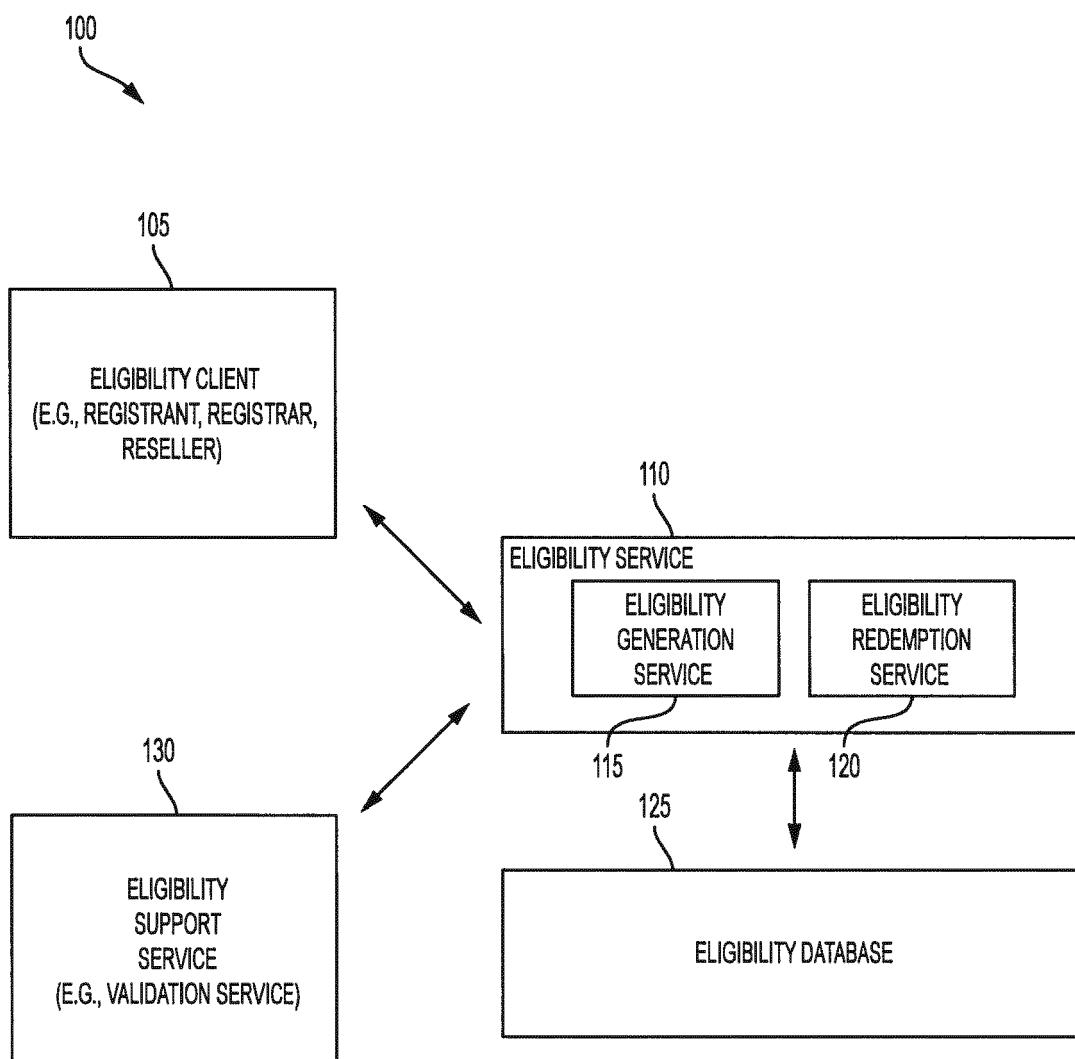 100
105
ELIGIBILITY CLIENT
(E.G., REGISTRANT, REGISTRAR,
RESELLER)
110
ELIGIBILITY SERVICE
ELIGIBILITY
GENERATION
SERVICE
ELIGIBILITY
REDEMPTION
SERVICE
115
120
130
ELIGIBILITY
SUPPORT
SERVICE
(E.G., VALIDATION SERVICE)
125
ELIGIBILITY DATABASE